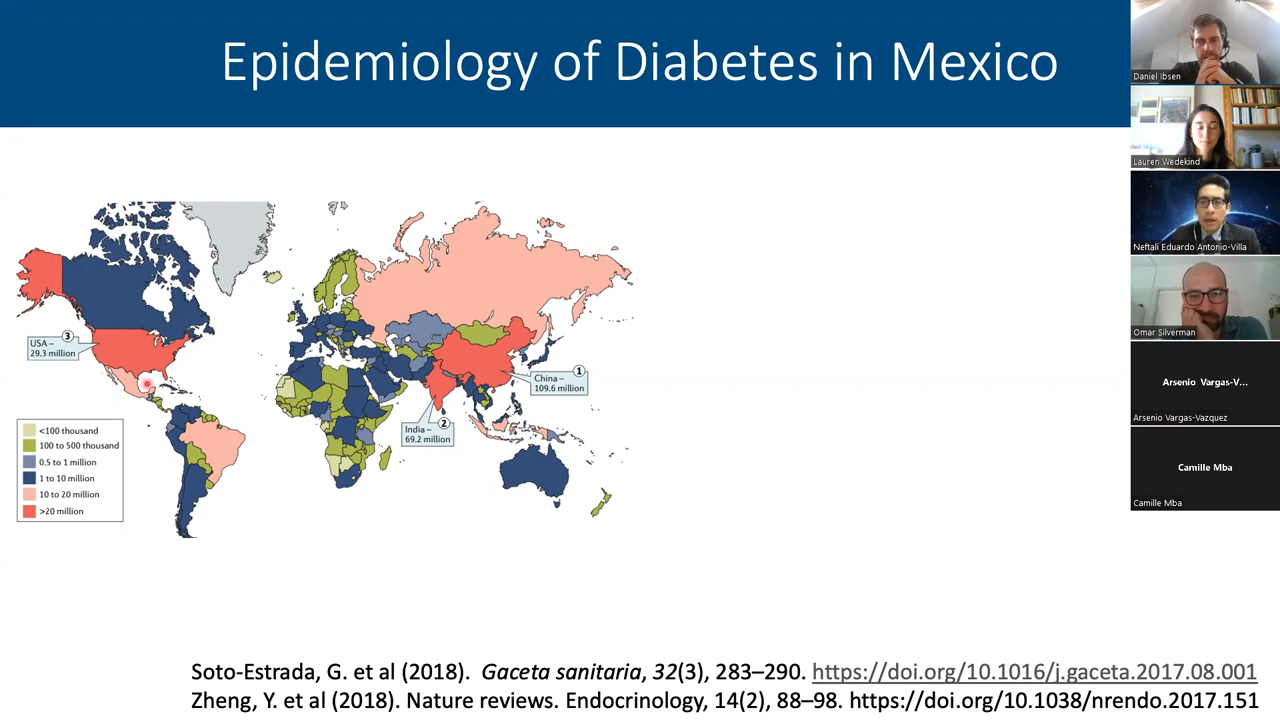 Epidemiology of Diabetes in Mexico
3
USA –
29.3 million
1
China –
109.6 million
2
India –
69.2 million
<100 thousand
100 to 500 thousand
0.5 to 1 million
1 to 10 million
10 to 20 million
>20 million
Soto-Estrada, G. et al (2018). Gaceta sanitaria, 32(3), 283–290. https://doi.org/10.1016/j.gaceta.2017.08.001
Zheng, Y. et al (2018). Nature reviews. Endocrinology, 14(2), 88–98. https://doi.org/10.1038/nrendo.2017.151
Daniel Ibsen
Lauren Wedekind
Neftali Eduardo Antonio-Villa
Omar Silverman
Arsenio Vargas-V...
Arsenio Vargas-Vazquez
Camille Mba
Camille Mba